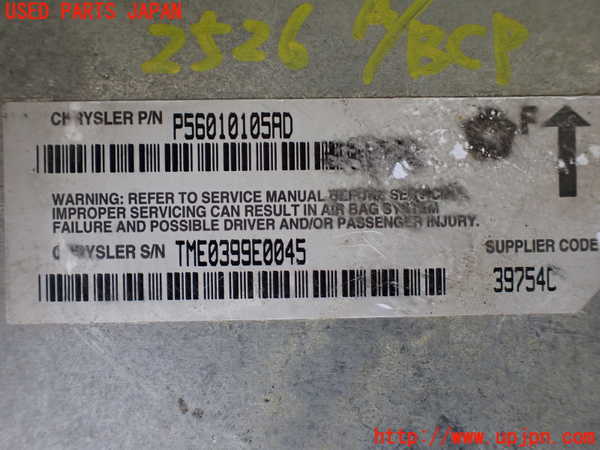 USED PARTS JAPAN
2526 A/BCP
CHRYSLER P/N P56010105AD
F
WARNING: REFER TO SERVICE MANUAL BEFORE SERVICING
IMPROPER SERVICING CAN RESULT IN AIR BAG SYSTEM
FAILURE AND POSSIBLE DRIVER AND/OR PASSENGER INJURY.
CHRYSLER S/N TME0399E0045
SUPPLIER CODE
39754C
http://www.upjpn.com/